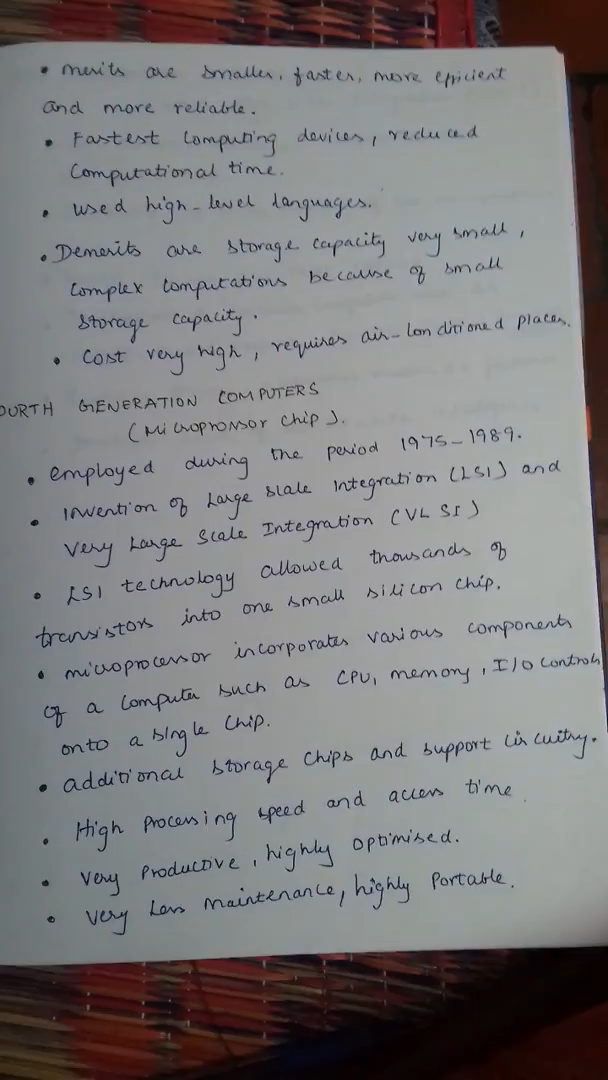 • merits are smaller, faster, more efficient
and more reliable.
• Fastest Computing devices, reduced
Computational time.
• used high-level languages.
• Demerits are storage capacity very small,
Complex Computations because of small
Storage capacity.
• Cost very high, requires air-Conditioned places.
OURTH GENERATION COMPUTERS
(Microprossor Chip).
• employed during the period 1975-1989.
• Invention of Large Scale Integration (LSI) and
Very Large Scale Integration (VLSI)
• LSI technology allowed thousands of
transistors into one small silicon chip.
• microprocessor incorporates various components
of a Computer such as CPU, memory, I/O Controls
onto a single Chip.
• additional storage chips and support circuitry.
• High Processing speed and access time.
• Very Productive, highly Optimised.
• Very Less Maintenance, highly Portable.